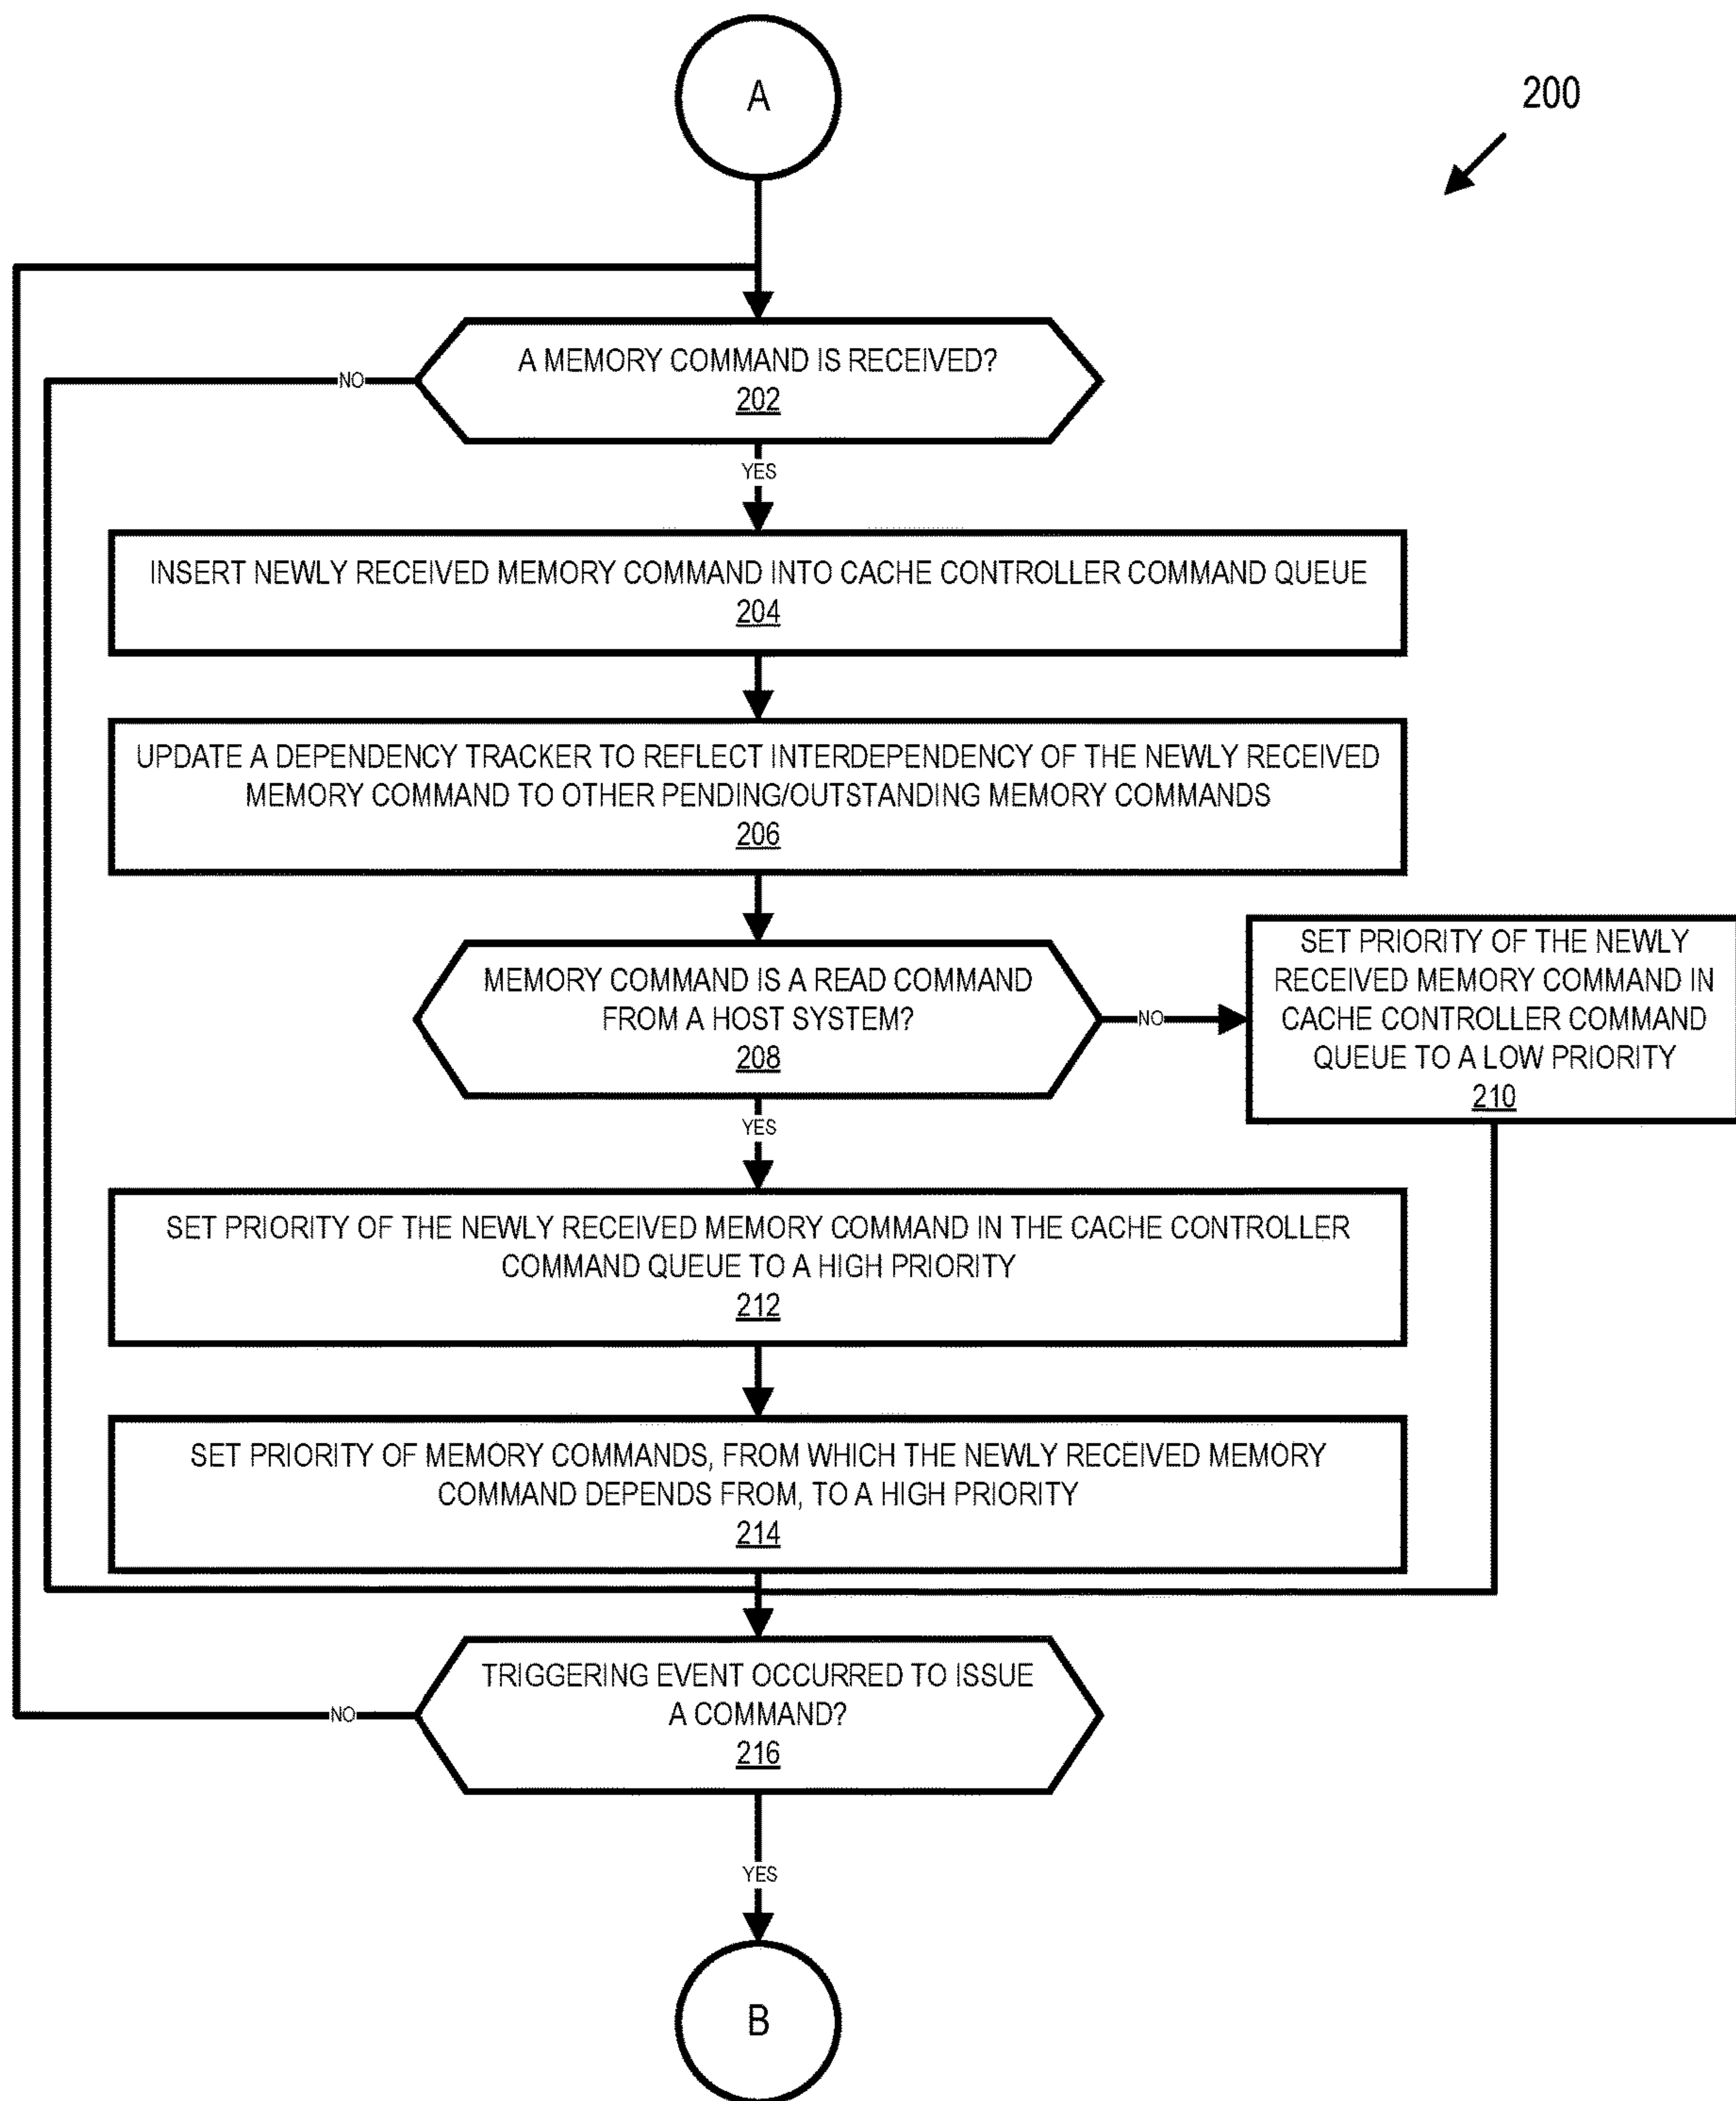 A
200
A MEMORY COMMAND IS RECEIVED?
202
NO
YES
INSERT NEWLY RECEIVED MEMORY COMMAND INTO CACHE CONTROLLER COMMAND QUEUE
204
UPDATE A DEPENDENCY TRACKER TO REFLECT INTERDEPENDENCY OF THE NEWLY RECEIVED
MEMORY COMMAND TO OTHER PENDING/OUTSTANDING MEMORY COMMANDS
206
MEMORY COMMAND IS A READ COMMAND
FROM A HOST SYSTEM?
208
NO
SET PRIORITY OF THE NEWLY
RECEIVED MEMORY COMMAND IN
CACHE CONTROLLER COMMAND
QUEUE TO A LOW PRIORITY
210
YES
SET PRIORITY OF THE NEWLY RECEIVED MEMORY COMMAND IN THE CACHE CONTROLLER
COMMAND QUEUE TO A HIGH PRIORITY
212
SET PRIORITY OF MEMORY COMMANDS, FROM WHICH THE NEWLY RECEIVED MEMORY
COMMAND DEPENDS FROM, TO A HIGH PRIORITY
214
TRIGGERING EVENT OCCURRED TO ISSUE
A COMMAND?
216
NO
YES
B